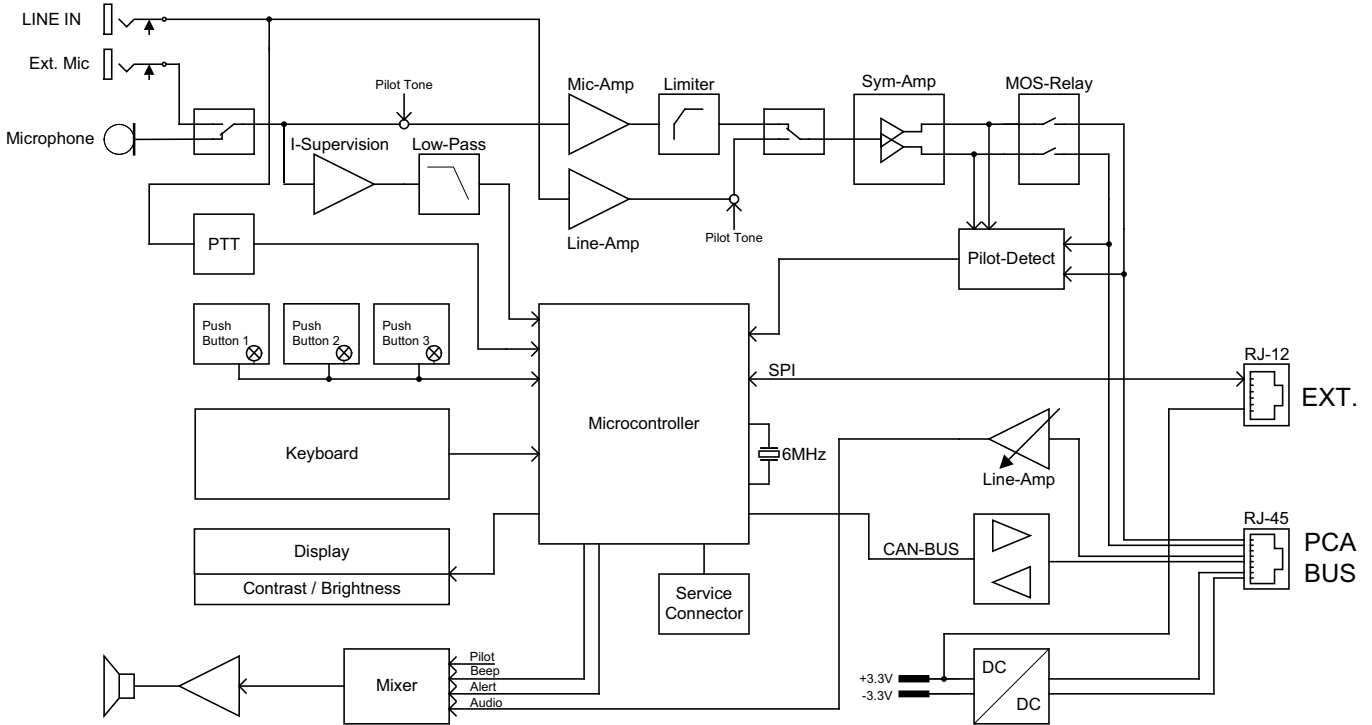 LINE IN
Ext. Mic
Microphone
Pilot Tone
I-Supervision
Low-Pass
Mic-Amp
Limiter
Sym-Amp
MOS-Relay
Line-Amp
Pilot Tone
PTT
Pilot-Detect
Push
Button 1
Push
Button 2
Push
Button 3
Microcontroller
SPI
RJ-12
EXT.
Keyboard
6MHz
Line-Amp
Display
Contrast / Brightness
CAN-BUS
RJ-45
PCA
BUS
Service
Connector
Pilot
Beep
Alert
Audio
Mixer
+3.3V
-3.3V
DC
DC